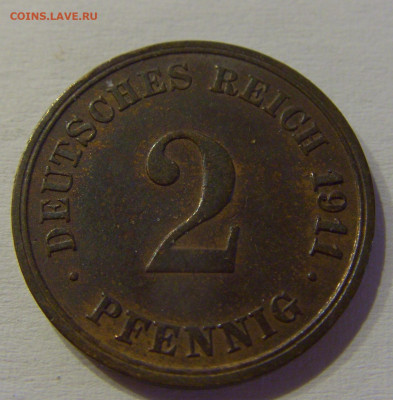 COINS.LAVE.RU
· DEUTSCHES REICH 1911 ·
2
PFENNIG